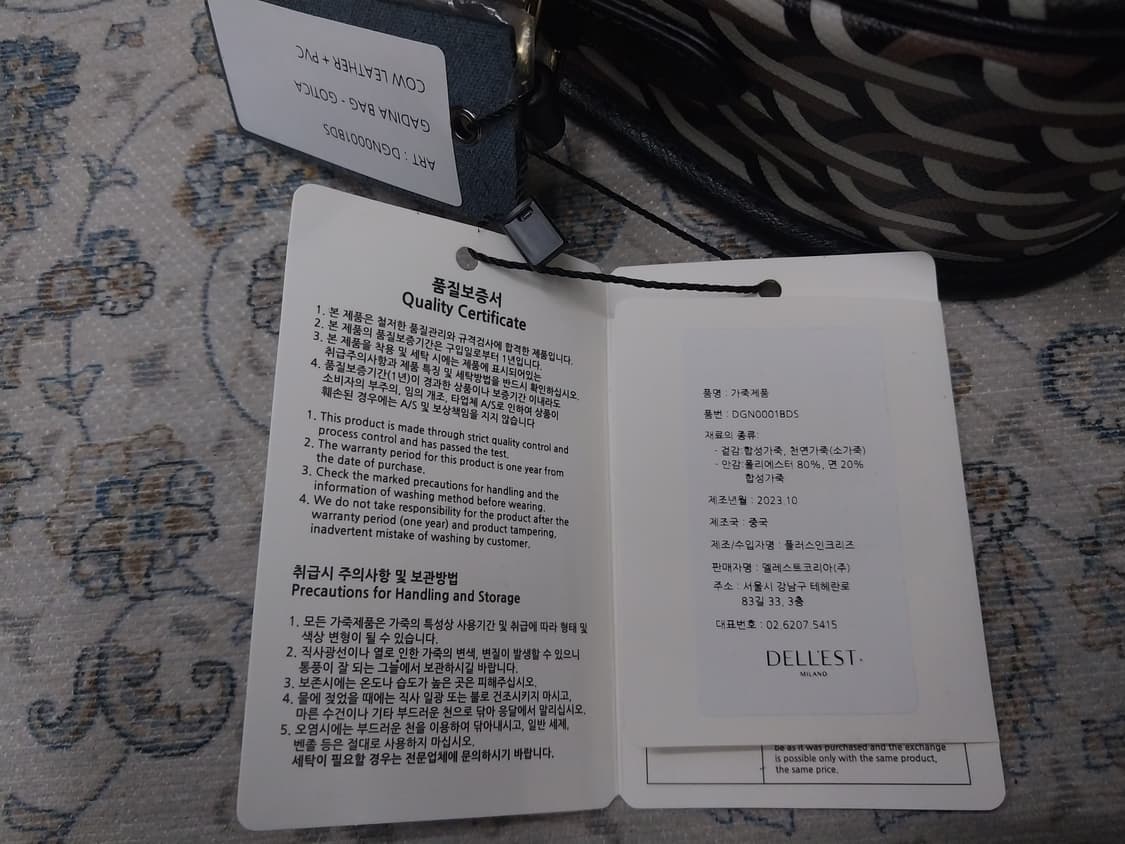 ART : DGN0001BDS
GADINA BAG - GOTICA
COW LEATHER + PVC
품질보증서
Quality Certificate
1. 본 제품은 철저한 품질관리와 규격검사에 합격한 제품입니다.
2. 본 제품의 품질보증기간은 구입일로부터 1년입니다.
3. 본 제품을 착용 및 세탁 시에는 제품에 표시되어있는
취급주의사항과 제품 특징 및 세탁방법을 반드시 확인하십시오.
4. 품질보증기간(1년)이 경과한 상품이나 보증기간 이내라도
소비자의 부주의, 임의 개조, 타업체 A/S로 인하여 상품이
훼손된 경우에는 A/S 및 보상책임을 지지 않습니다
1. This product is made through strict quality control and
process control and has passed the test.
2. The warranty period for this product is one year from
the date of purchase.
3. Check the marked precautions for handling and the
information of washing method before wearing.
4. We do not take responsibility for the product after the
warranty period (one year) and product tampering,
inadvertent mistake of washing by customer.
취급시 주의사항 및 보관방법
Precautions for Handling and Storage
1. 모든 가죽제품은 가죽의 특성상 사용기간 및 취급에 따라 형태 및
색상 변형이 될 수 있습니다.
2. 직사광선이나 열로 인한 가죽의 변색, 변질이 발생할 수 있으니
통풍이 잘 되는 그늘에서 보관하시길 바랍니다.
3. 보존시에는 온도나 습도가 높은 곳은 피해주십시오.
4. 물에 젖었을 때에는 직사 일광 또는 불로 건조시키지 마시고,
마른 수건이나 기타 부드러운 천으로 닦아 응달에서 말리십시오.
5. 오염시에는 부드러운 천을 이용하여 닦아내시고, 일반 세제,
벤졸 등은 절대로 사용하지 마십시오.
세탁이 필요할 경우는 전문업체에 문의하시기 바랍니다.
품명 : 가죽제품
품번 : DGN0001BDS
재료의 종류:
- 겉감:합성가죽, 천연가죽(소가죽)
- 안감:폴리에스터 80%, 면 20%
합성가죽
제조년월 : 2023.10
제조국 : 중국
제조/수입자명 : 플러스인크리즈
판매자명 : 델레스트코리아(주)
주소 : 서울시 강남구 테헤란로
83길 33, 3층
대표번호 : 02.6207.5415
DELL'EST
MILANO
be as it was purchased and the exchange
is possible only with the same product,
the same price.